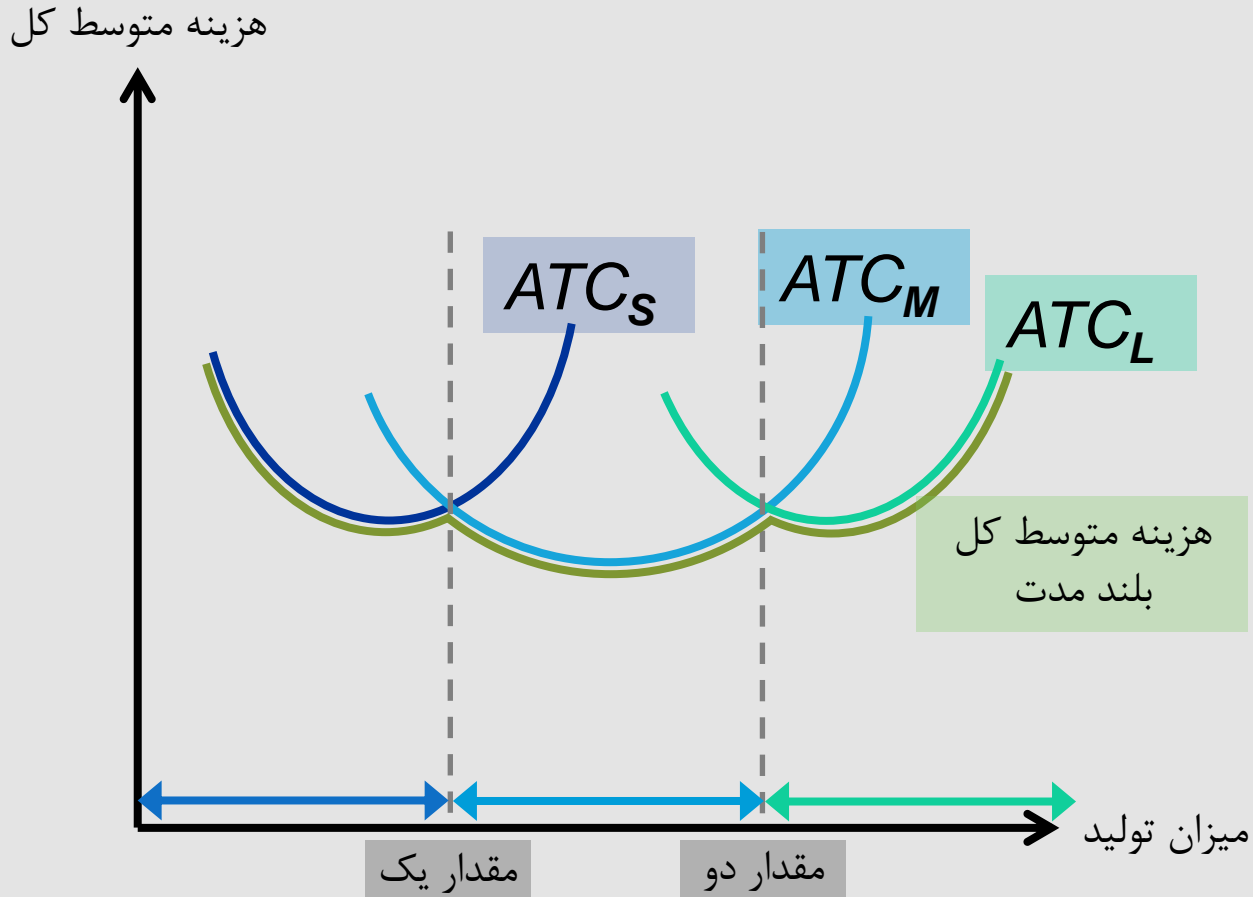 هزینه متوسط کل
ATCS
ATCM
ATCL
هزینه متوسط کل
بلند مدت
میزان تولید
مقدار یک
مقدار دو